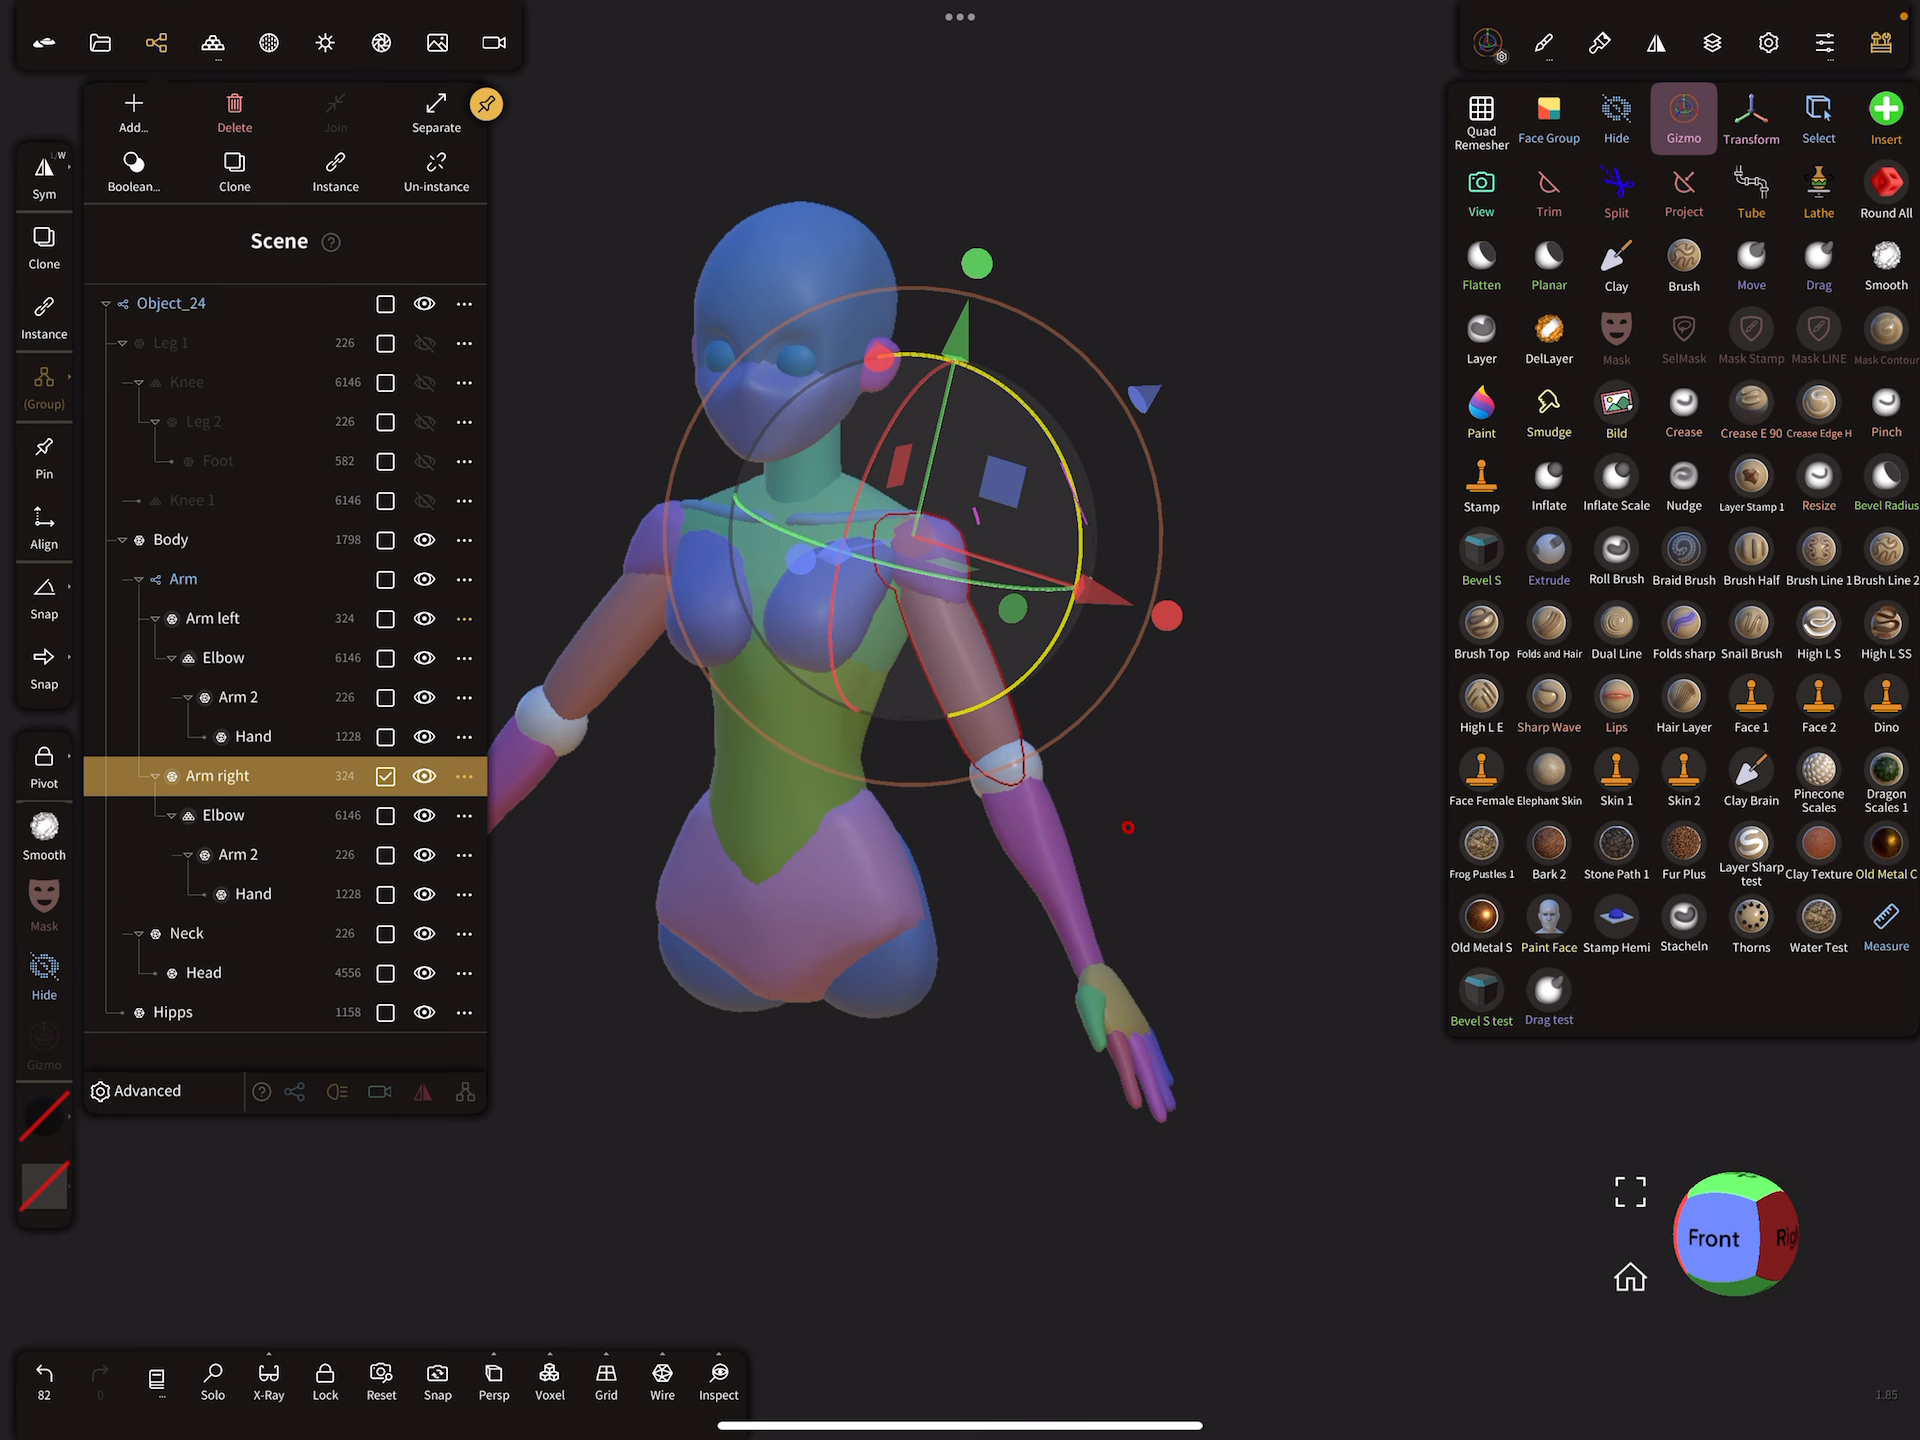 Add...
Delete
Join
Separate
Boolean...
Clone
Instance
Un-instance
Scene ?
Object_24
Leg 1 226
Knee 6146
Leg 2 226
Foot 582
Knee 1 6146
Body 1798
Arm
Arm left 324
Elbow 6146
Arm 2 226
Hand 1228
Arm right 324
Elbow 6146
Arm 2 226
Hand 1228
Neck 226
Head 4556
Hipps 1158
Advanced ?
L/W
Sym
Clone
Instance
(Group)
Pin
Align
Snap
Snap
Pivot
Smooth
Mask
Hide
Gizmo
Quad Remesher
Face Group
Hide
Gizmo
Transform
Select
Insert
View
Trim
Split
Project
Tube
Lathe
Round All
Flatten
Planar
Clay
Brush
Move
Drag
Smooth
Layer
DelLayer
Mask
SelMask
Mask Stamp
Mask LINE
Mask Contour
Paint
Smudge
Bild
Crease
Crease E 90
Crease Edge H
Pinch
Stamp
Inflate
Inflate Scale
Nudge
Layer Stamp 1
Resize
Bevel Radius
Bevel S
Extrude
Roll Brush
Braid Brush
Brush Half
Brush Line 1
Brush Line 2
Brush Top
Folds and Hair
Dual Line
Folds sharp
Snail Brush
High L S
High L SS
High L E
Sharp Wave
Lips
Hair Layer
Face 1
Face 2
Dino
Face Female
Elephant Skin
Skin 1
Skin 2
Clay Brain
Pinecone Scales
Dragon Scales 1
Frog Pustles 1
Bark 2
Stone Path 1
Fur Plus
Layer Sharp test
Clay Texture
Old Metal C
Old Metal S
Paint Face
Stamp Hemi
Stacheln
Thorns
Water Test
Measure
Bevel S test
Drag test
Front
Righ
82
0
Solo
X-Ray
Lock
Reset
Snap
Persp
Voxel
Grid
Wire
Inspect
1.85